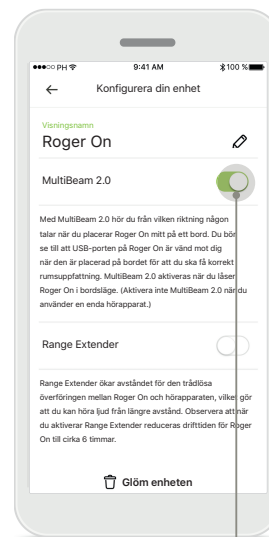 PH 9:41 AM 100 %
Konfigurera din enhet
Visningsnamn
Roger On
MultiBeam 2.0
Med MultiBeam 2.0 hör du från vilken riktning någon
talar när du placerar Roger On mitt på ett bord. Du bör
se till att USB-porten på Roger On är vänd mot dig
när den är placerad på bordet för att du ska få korrekt
rumsuppfattning. MultiBeam 2.0 aktiveras när du låser
Roger On i bordsläge. (Aktivera inte MultiBeam 2.0 när du
använder en enda hörapparat.)
Range Extender
Range Extender ökar avståndet för den trådlösa
överföringen mellan Roger On och hörapparaten, vilket gör
att du kan höra ljud från längre avstånd. Observera att när
du aktiverar Range Extender reduceras drifttiden för Roger
On till cirka 6 timmar.
Glöm enheten